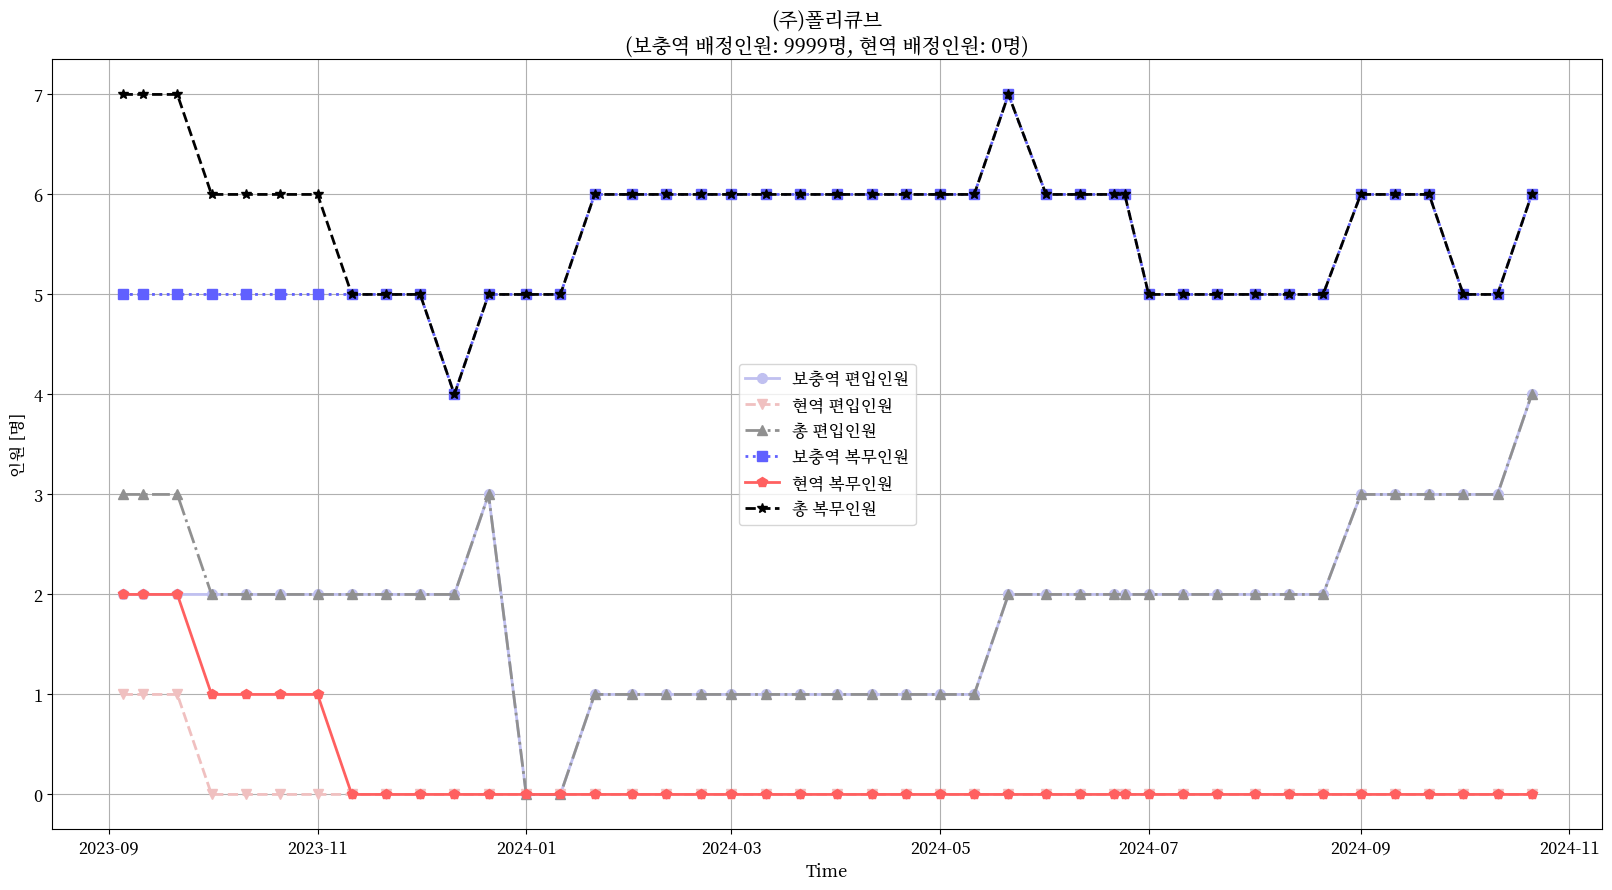 (주)폴리큐브
(보충역 배정인원: 9999명, 현역 배정인원: 0명)
인원 [명]
7
6
5
4
3
2
1
0
보충역 편입인원
현역 편입인원
총 편입인원
보충역 복무인원
현역 복무인원
총 복무인원
2023-09
2023-11
2024-01
2024-03
2024-05
2024-07
2024-09
2024-11
Time